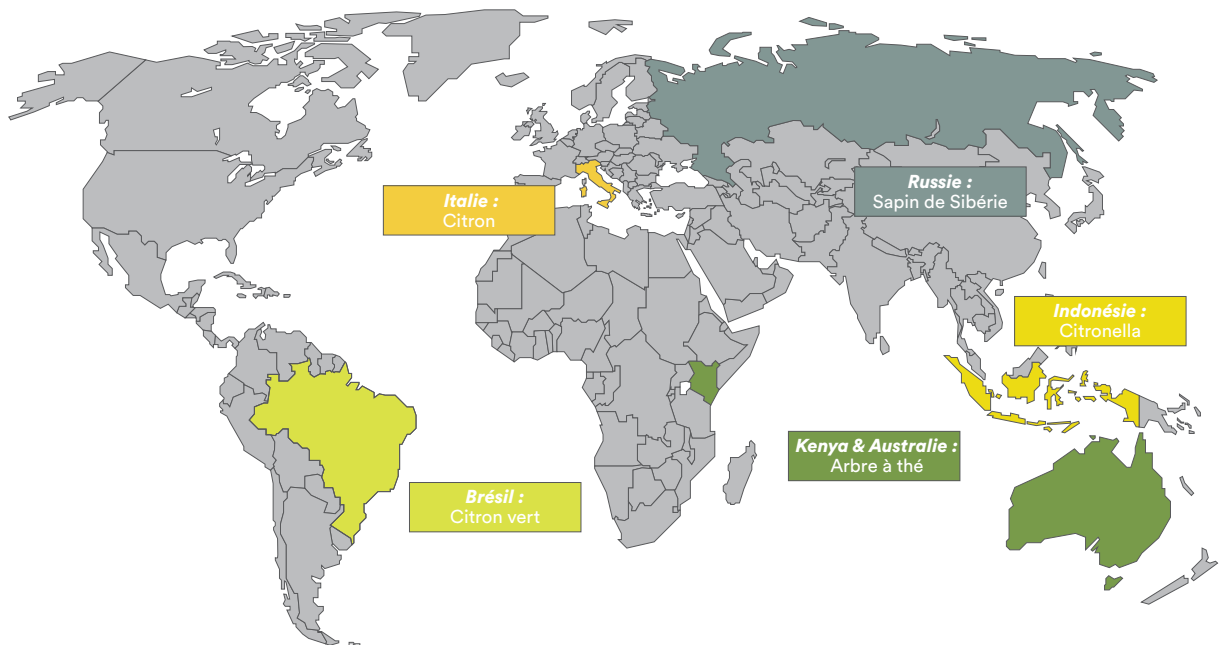 Italie :
Citron
Russie :
Sapin de Sibérie
Indonésie :
Citronella
Kenya & Australie :
Arbre à thé
Brésil :
Citron vert